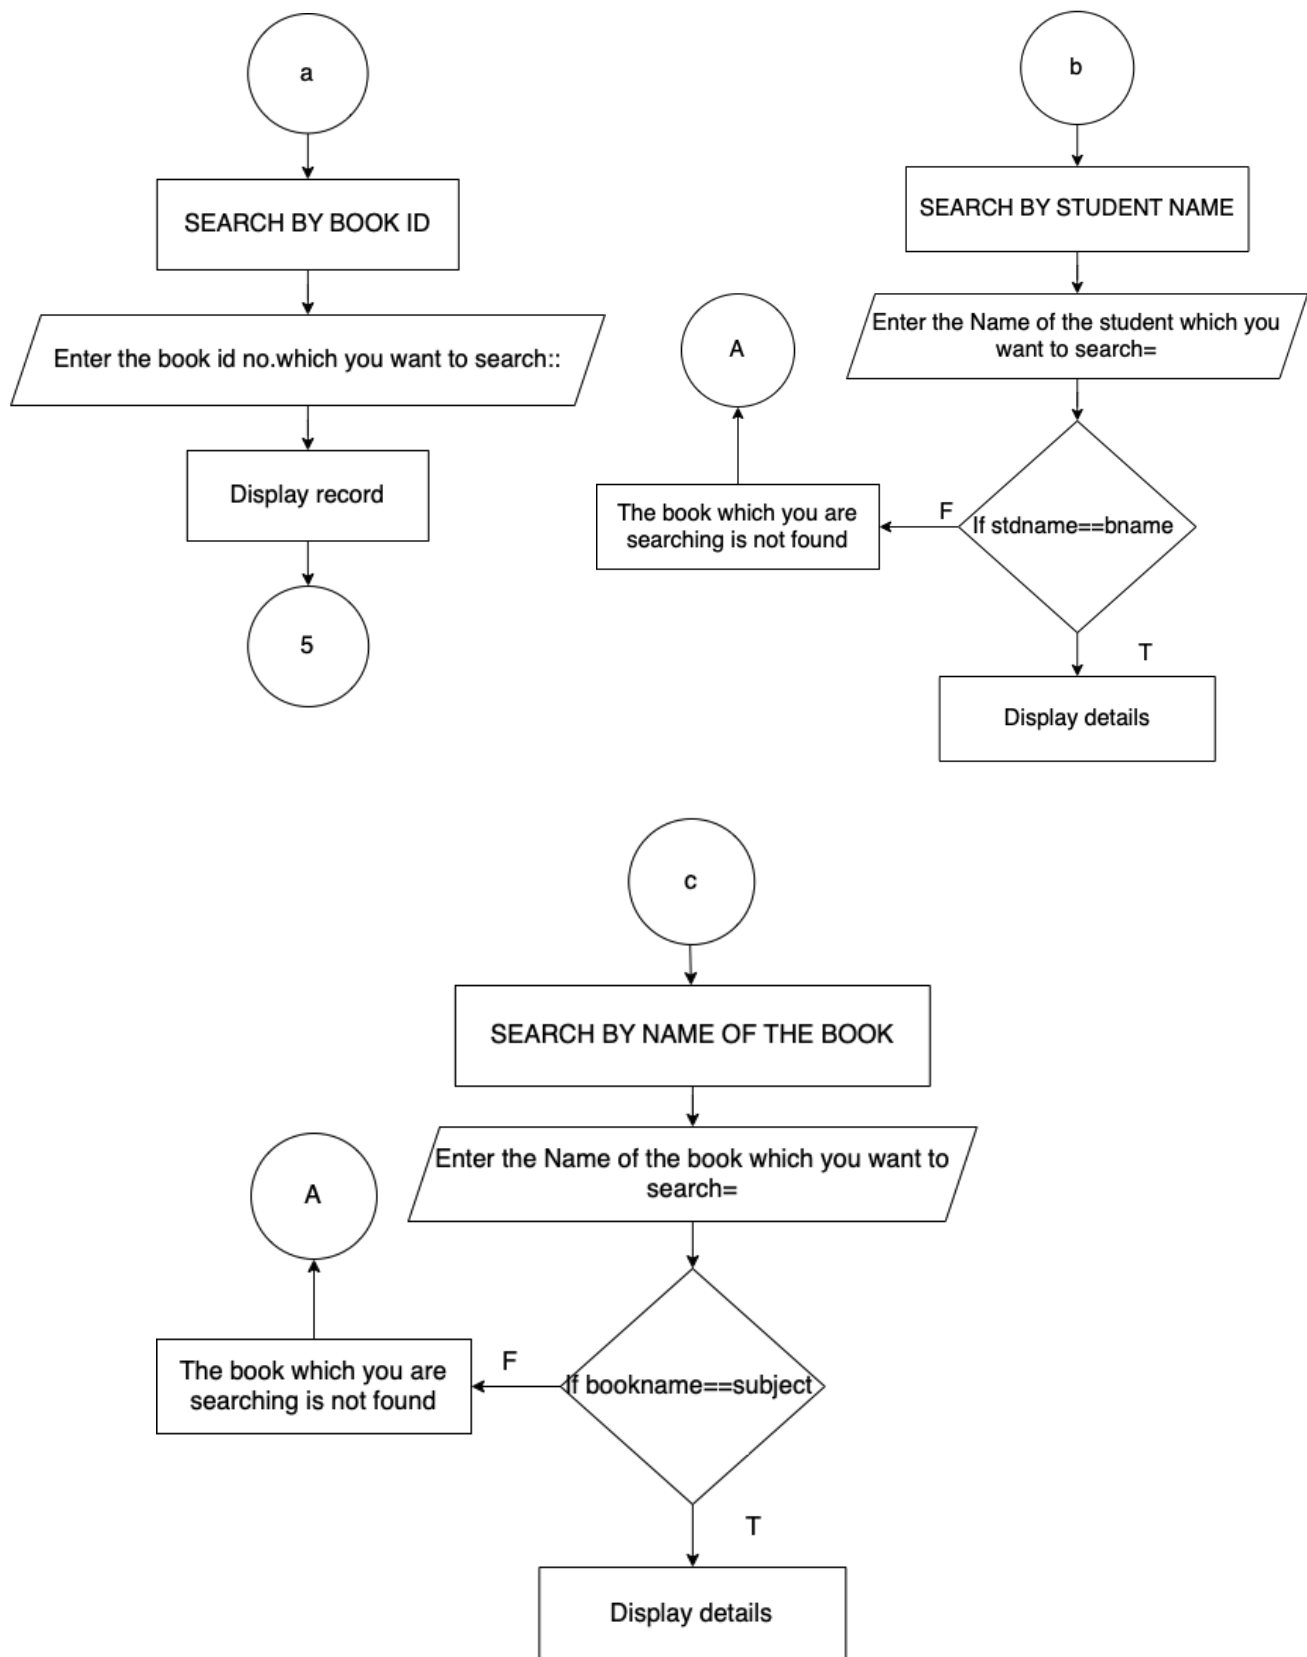 a
SEARCH BY BOOK ID
Enter the book id no.which you want to search::
Display record
5
b
SEARCH BY STUDENT NAME
Enter the Name of the student which you
want to search=
If stdname==bname
F
The book which you are
searching is not found
A
T
Display details
c
SEARCH BY NAME OF THE BOOK
Enter the Name of the book which you want to
search=
If bookname==subject
F
The book which you are
searching is not found
A
T
Display details